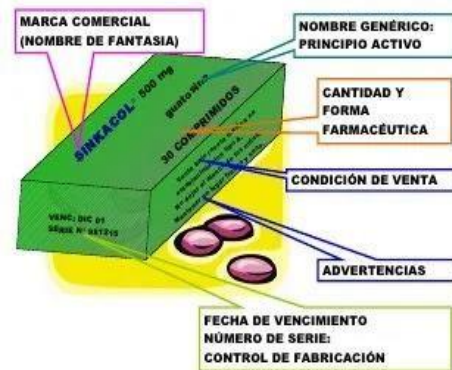 MARCA COMERCIAL
(NOMBRE DE FANTASIA)
NOMBRE GENÉRICO:
PRINCIPIO ACTIVO
CANTIDAD Y
FORMA
FARMACÉUTICA
CONDICIÓN DE VENTA
ADVERTENCIAS
FECHA DE VENCIMIENTO
NÚMERO DE SERIE:
CONTROL DE FABRICACIÓN
SINKACOL® 500 mg
30 COMPRIMIDOS
VENC: DIC 01